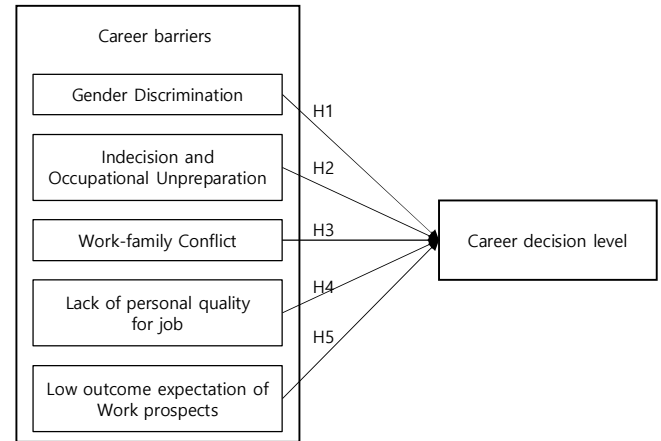 Career barriers
Gender Discrimination
Indecision and
Occupational Unpreparation
Work-family Conflict
Lack of personal quality
for job
Low outcome expectation of
Work prospects
H1
H2
H3
H4
H5
Career decision level